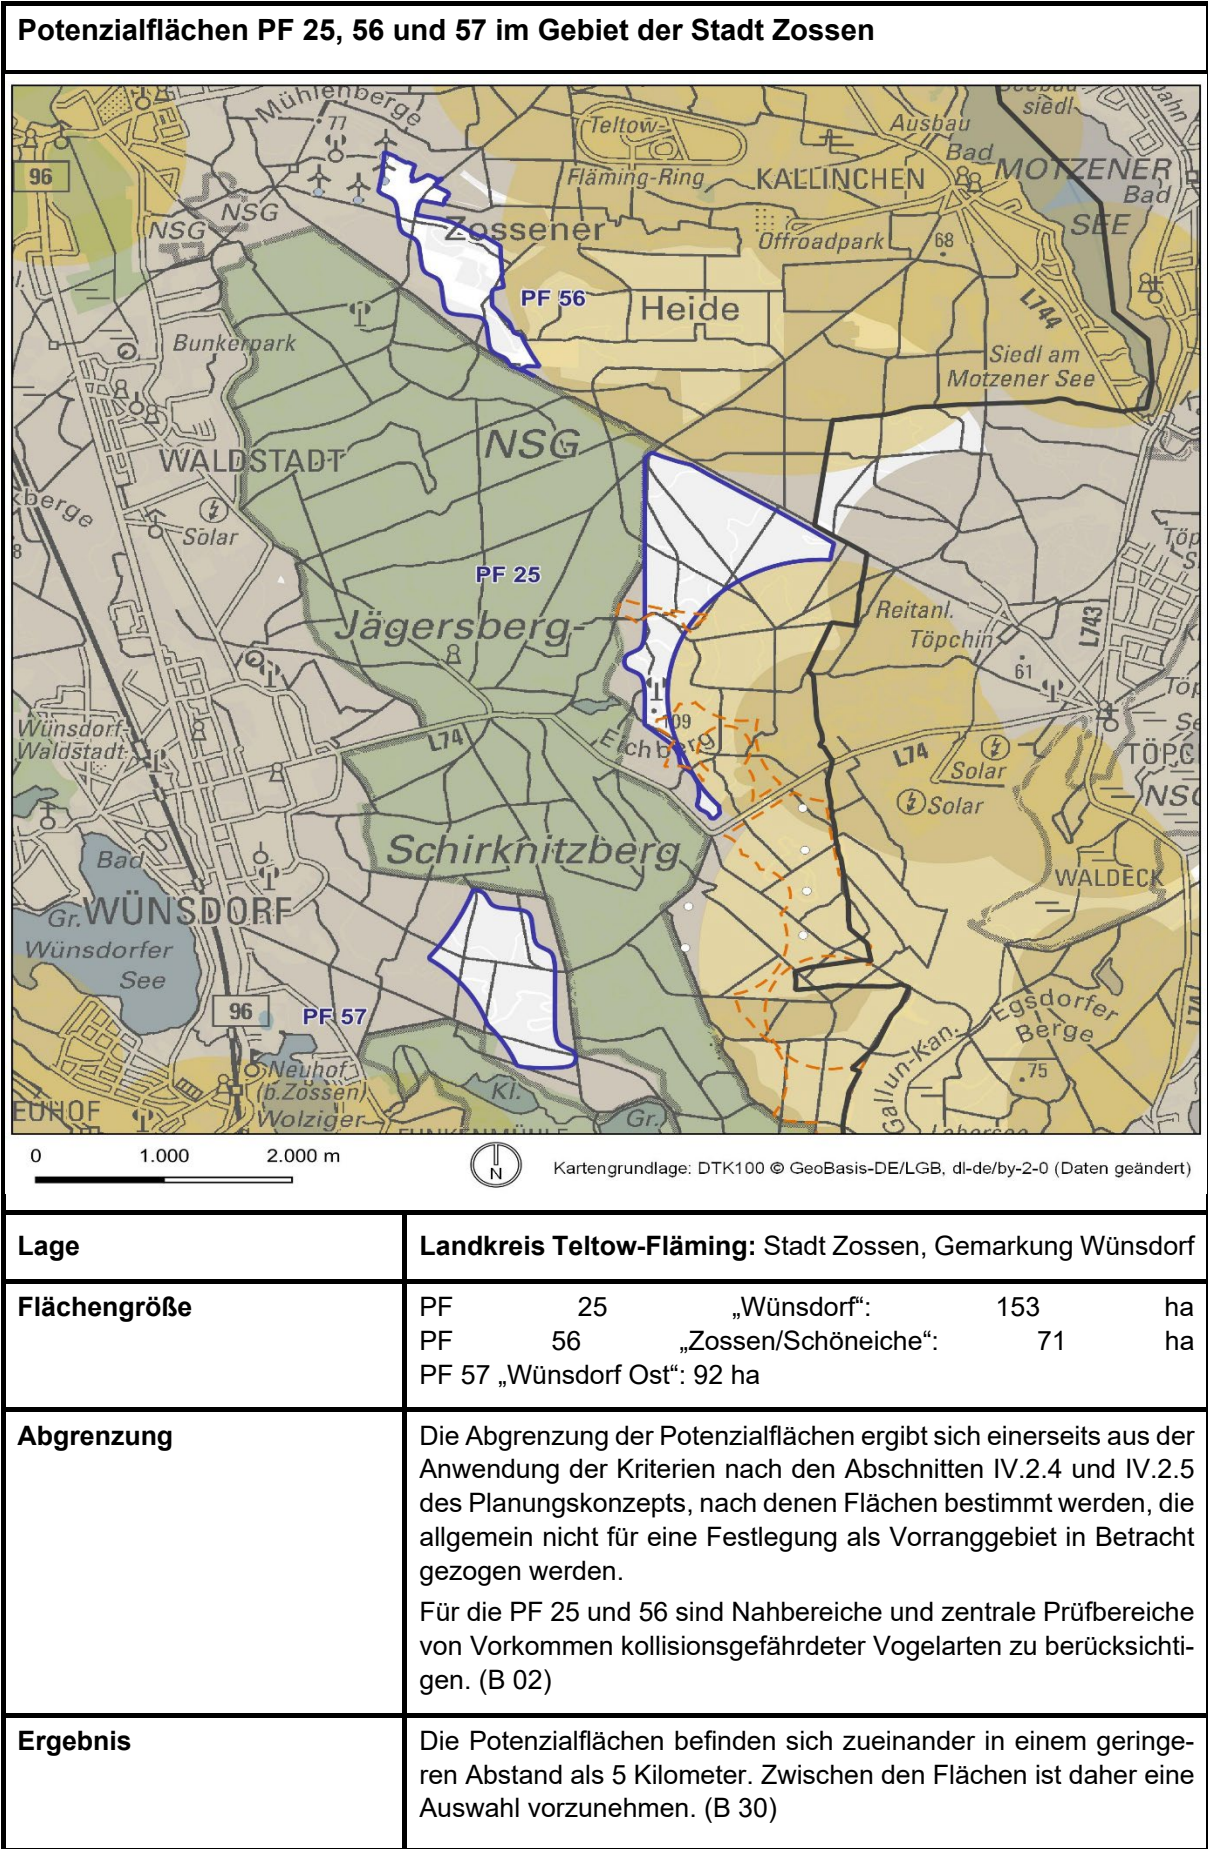 Potenzialflächen PF 25, 56 und 57 im Gebiet der Stadt Zossen
Mühlenberge
77
Teltow-
Fläming-Ring
Ausbau
siedl-
Bad
MOTZENER
Bad
SEE
KALLINCHEN
96
NSG
NSG
Zossener
Offroadpark
68
L744
PF 56
Heide
Bunkerpark
Siedl am
Motzener See
WALDSTADT
NSG
Solar
PF 25
Jägersberg-
Reitanl.
Töpchin
61
L743
109
Eichberg
Wünsdorf-
Waldstadt
L74
L74
Solar
Solar
NSG
Schirknitzberg
WALDECK
Bad
Gr.
WÜNSDORF
Wünsdorfer
See
96
PF 57
Egsdorfer
Berge
75
Gallun-Kan.
Neuhof
(b.Zossen)
Wolziger-
Kl.
Gr.
0 1.000 2.000 m
N
Kartengrundlage: DTK100 © GeoBasis-DE/LGB, dl-de/by-2-0 (Daten geändert)
Lage
Landkreis Teltow-Fläming: Stadt Zossen, Gemarkung Wünsdorf
Flächengröße
PF 25 „Wünsdorf“: 153 ha
PF 56 „Zossen/Schöneiche“: 71 ha
PF 57 „Wünsdorf Ost“: 92 ha
Abgrenzung
Die Abgrenzung der Potenzialflächen ergibt sich einerseits aus der
Anwendung der Kriterien nach den Abschnitten IV.2.4 und IV.2.5
des Planungskonzepts, nach denen Flächen bestimmt werden, die
allgemein nicht für eine Festlegung als Vorranggebiet in Betracht
gezogen werden.
Für die PF 25 und 56 sind Nahbereiche und zentrale Prüfbereiche
von Vorkommen kollisionsgefährdeter Vogelarten zu berücksichti-
gen. (B 02)
Ergebnis
Die Potenzialflächen befinden sich zueinander in einem geringe-
ren Abstand als 5 Kilometer. Zwischen den Flächen ist daher eine
Auswahl vorzunehmen. (B 30)